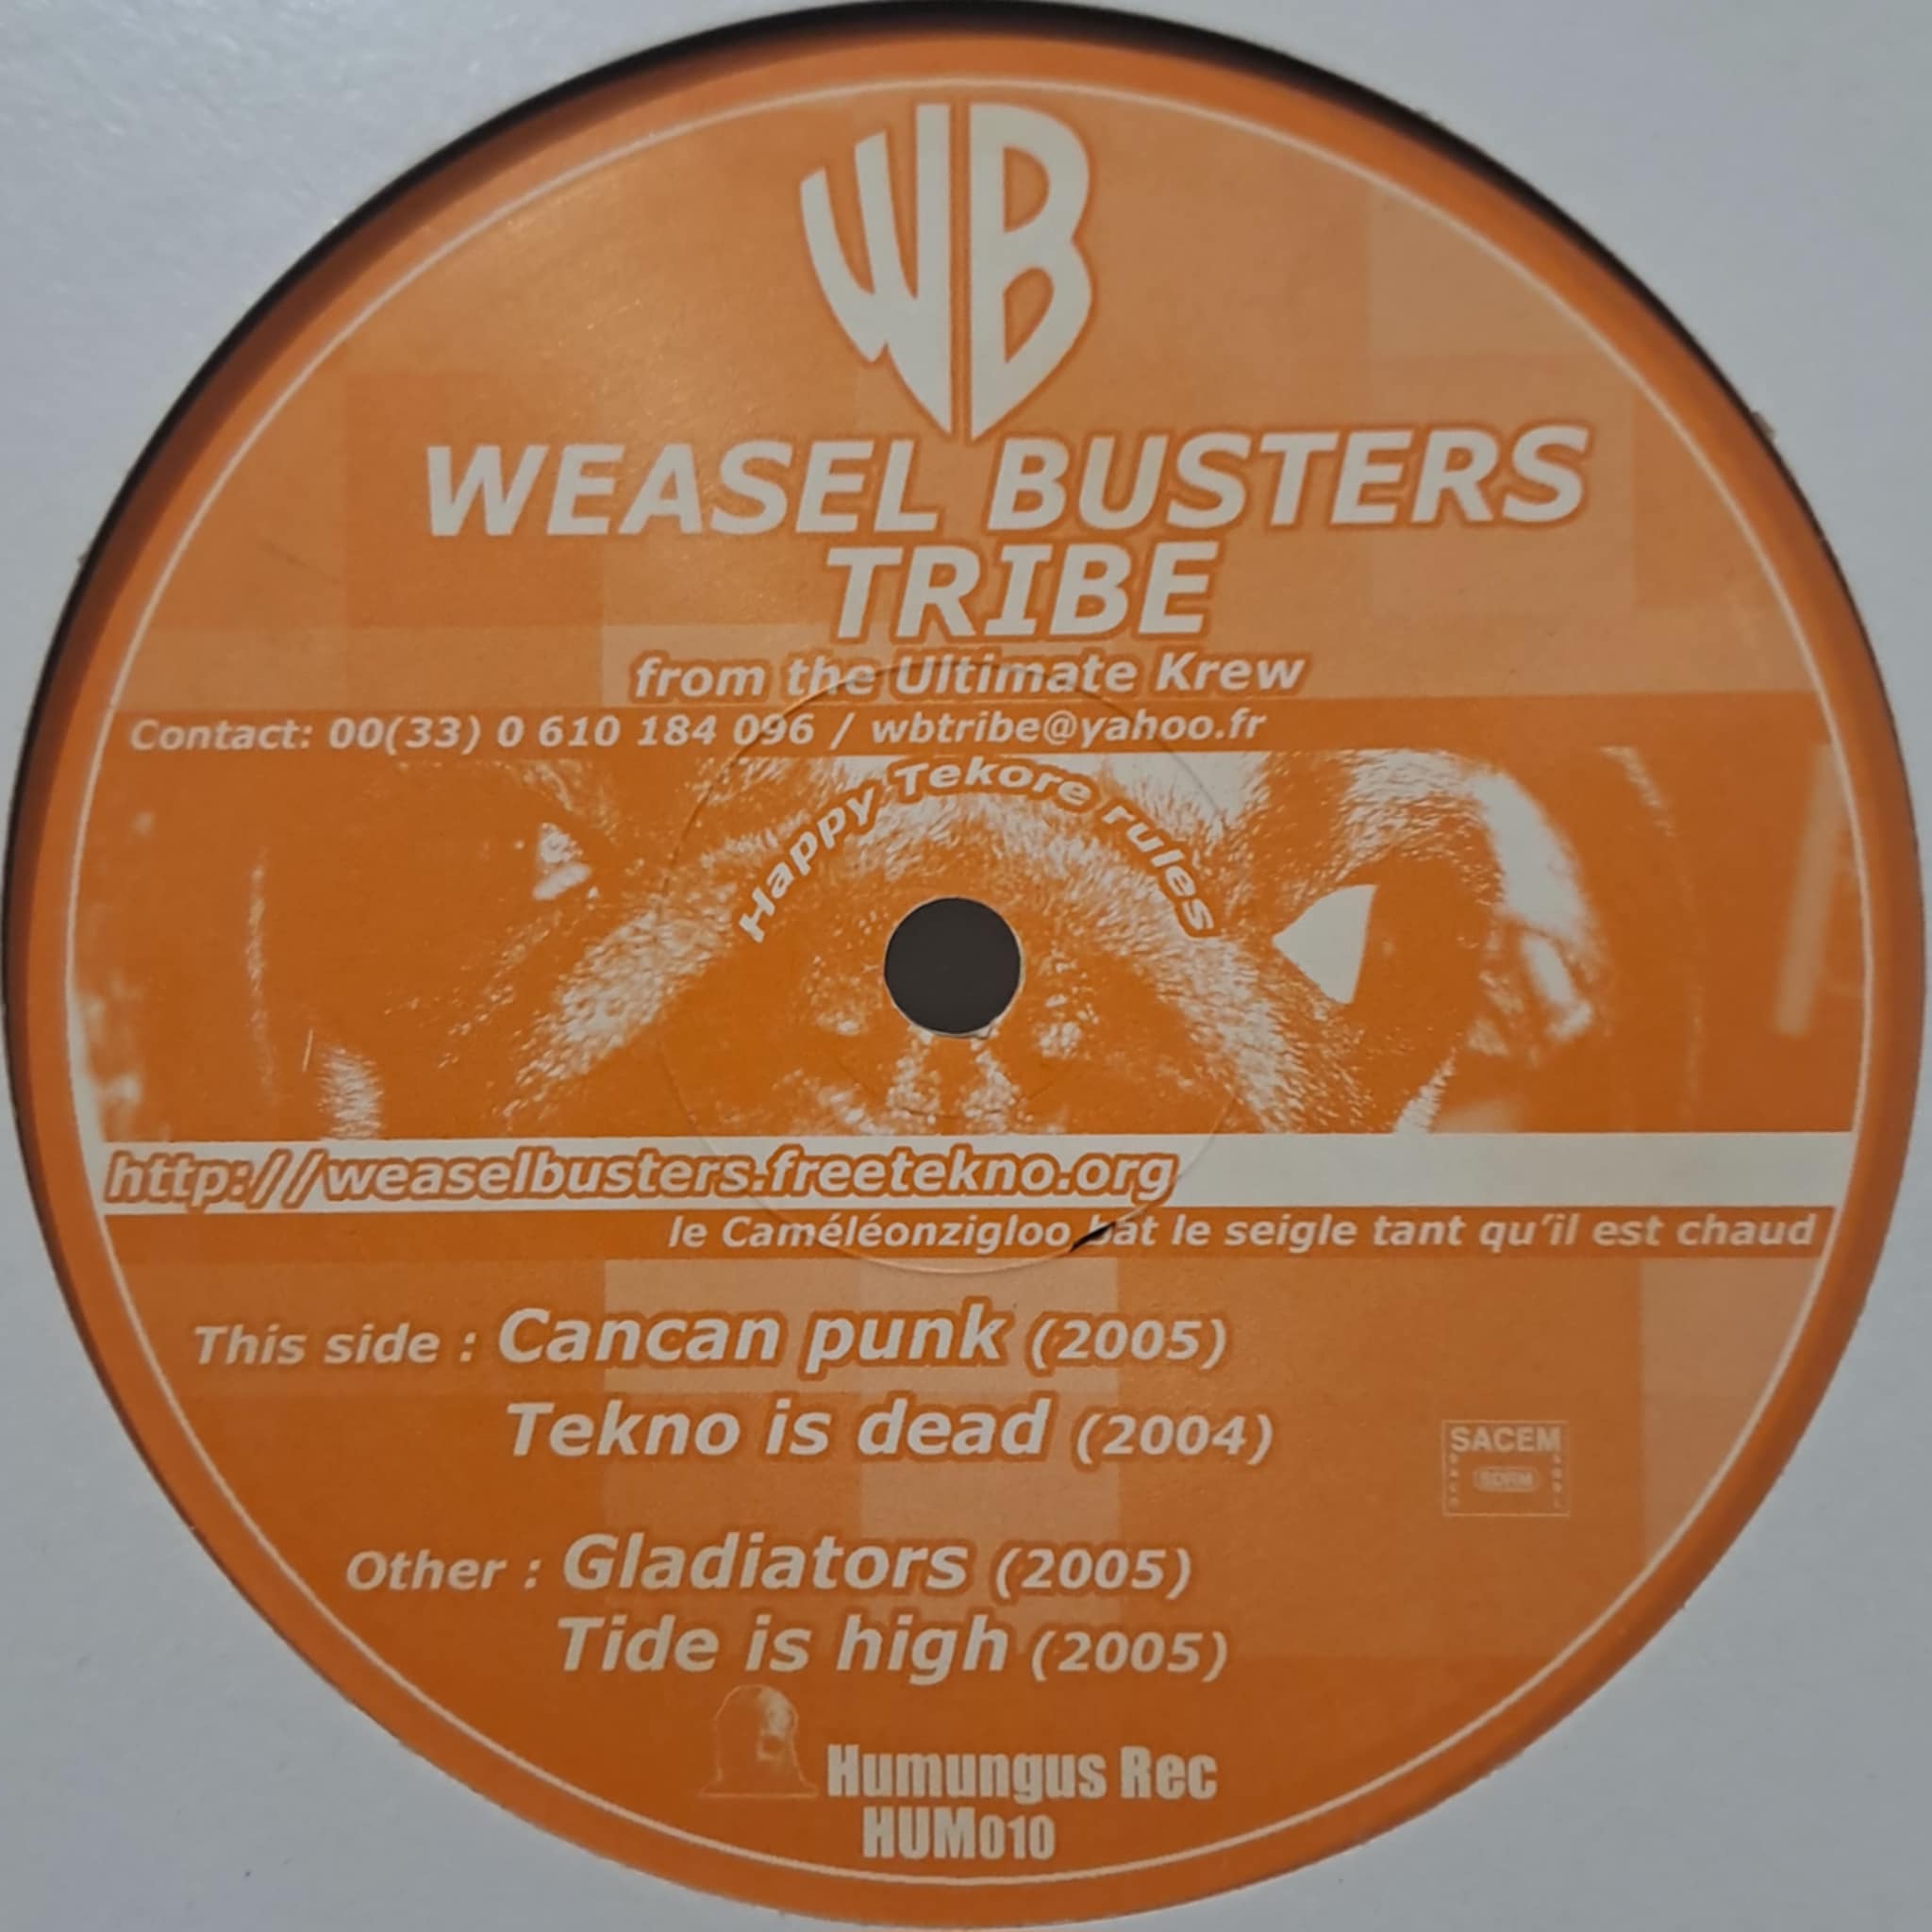 WB
WEASEL BUSTERS
TRIBE
from the Ultimate Krew
Contact: 00(33) 0 610 184 096 / wbtribe@yahoo.fr
Happy Tekore rules
http://weaselbusters.freetekno.org
le Caméléonzigloo bat le seigle tant qu'il est chaud
This side : Cancan punk (2005)
Tekno is dead (2004)
SACEM
SDRM
Other : Gladiators (2005)
Tide is high (2005)
Humungus Rec
HUM010